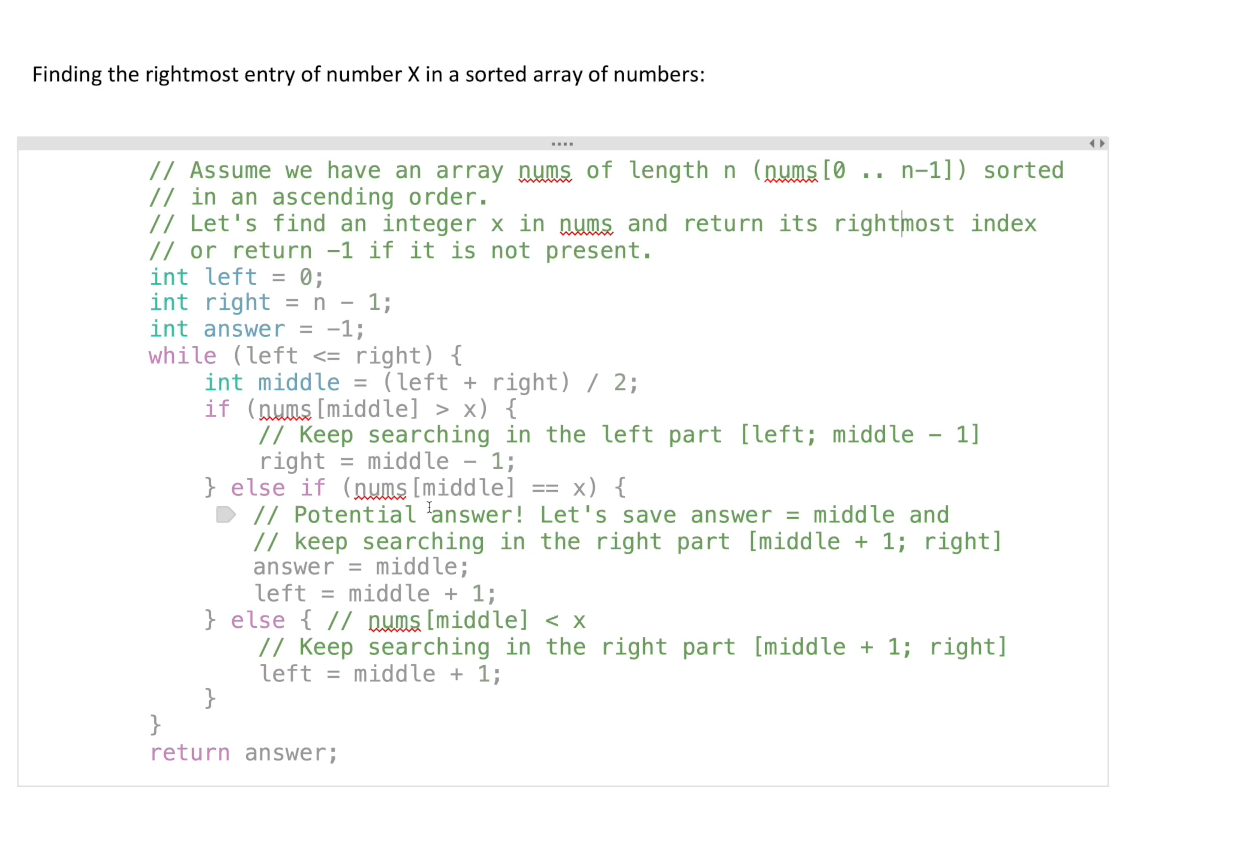 Finding the rightmost entry of number X in a sorted array of numbers:
// Assume we have an array nums of length n (nums[0 .. n-1]) sorted
// in an ascending order.
// Let's find an integer x in nums and return its rightmost index
// or return -1 if it is not present.
int left = 0;
int right = n - 1;
int answer = -1;
while (left <= right) {
    int middle = (left + right) / 2;
    if (nums[middle] > x) {
        // Keep searching in the left part [left; middle - 1]
        right = middle - 1;
    } else if (nums[middle] == x) {
        // Potential answer! Let's save answer = middle and
        // keep searching in the right part [middle + 1; right]
        answer = middle;
        left = middle + 1;
    } else { // nums[middle] < x
        // Keep searching in the right part [middle + 1; right]
        left = middle + 1;
    }
}
return answer;